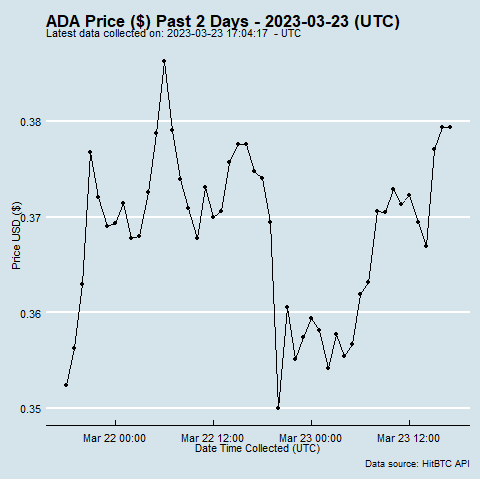 ADA Price ($) Past 2 Days - 2023-03-23 (UTC)
Latest data collected on: 2023-03-23 17:04:17 - UTC
0.38
0.37
0.36
0.35
Price USD ($)
Mar 22 00:00
Mar 22 12:00
Mar 23 00:00
Mar 23 12:00
Date Time Collected (UTC)
Data source: HitBTC API